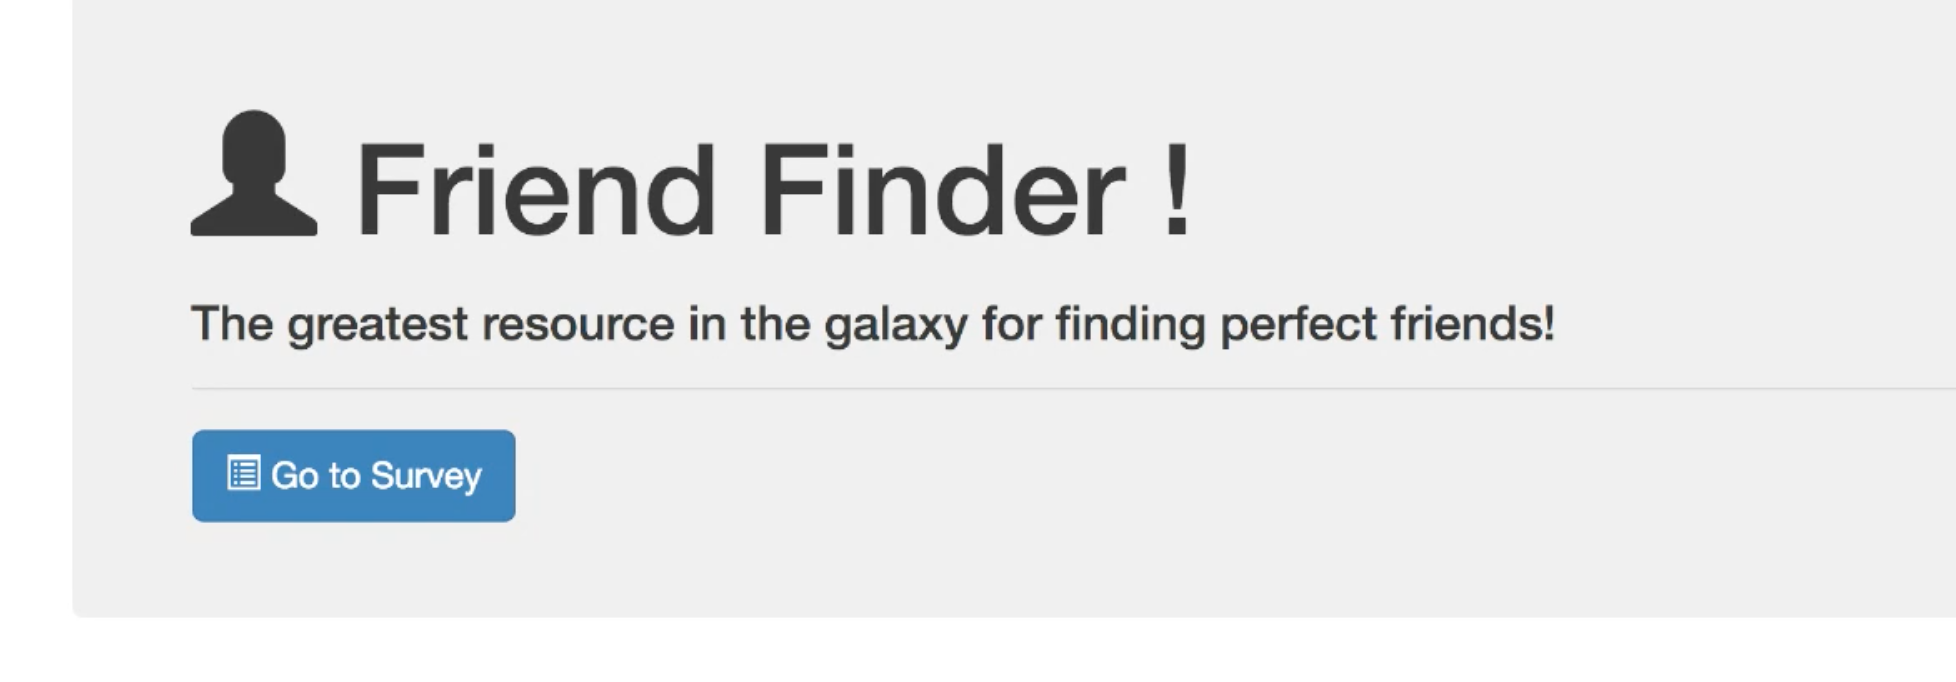 Friend Finder !
The greatest resource in the galaxy for finding perfect friends!
Go to Survey